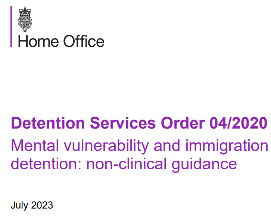 Home Office
Detention Services Order 04/2020
Mental vulnerability and immigration
detention: non-clinical guidance
July 2023